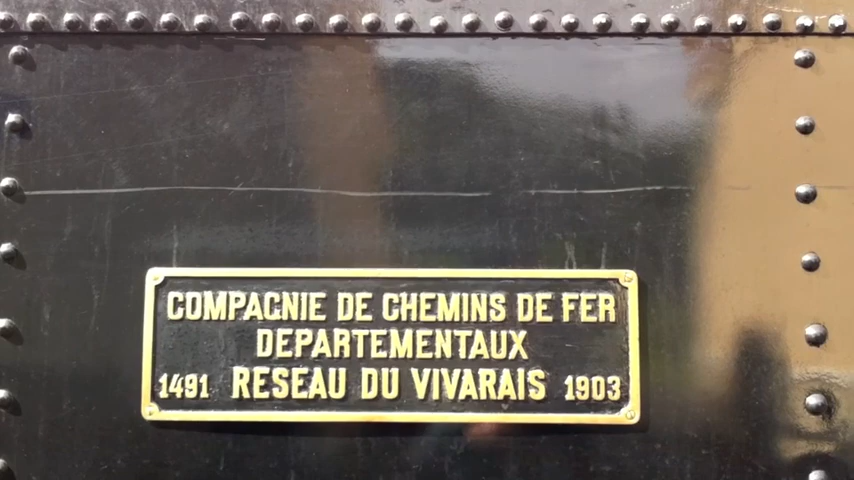 COMPAGNIE DE CHEMINS DE FER
DEPARTEMENTAUX
1491 RESEAU DU VIVARAIS 1903